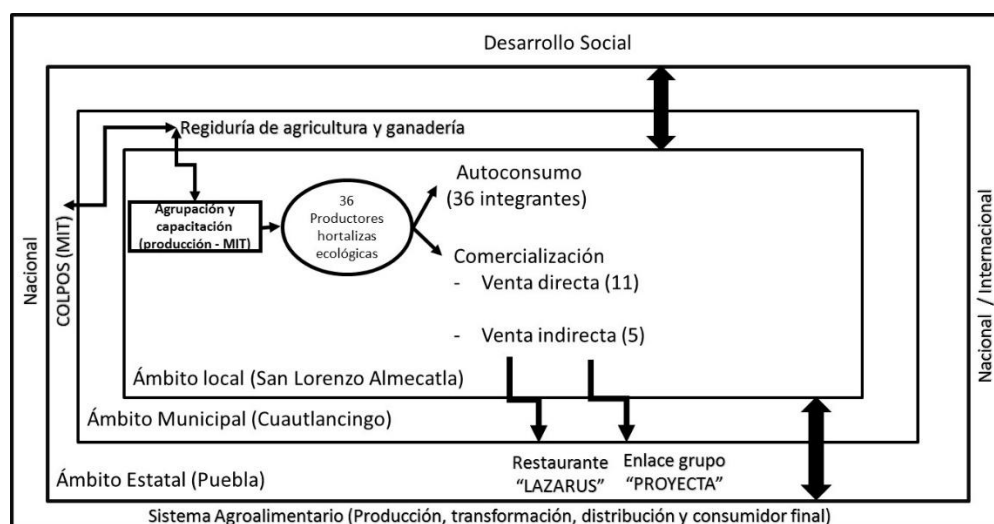 Desarrollo Social
Regiduría de agricultura y ganadería
Autoconsumo
(36 integrantes)
Agrupación y
capacitación
(producción - MIT)
36
Productores
hortalizas
ecológicas
Comercialización
- Venta directa (11)
- Venta indirecta (5)
Nacional
COLPOS (MIT)
Nacional / Internacional
Ámbito local (San Lorenzo Almecatla)
Ámbito Municipal (Cuautlancingo)
Restaurante
“LAZARUS”
Enlace grupo
“PROYECTA”
Ámbito Estatal (Puebla)
Sistema Agroalimentario (Producción, transformación, distribución y consumidor final)